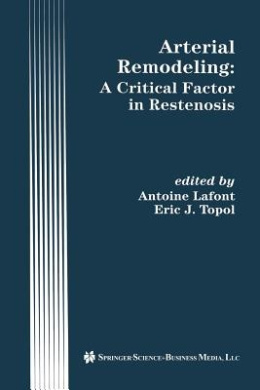 Arterial
Remodeling:
A Critical Factor
in Restenosis
edited by
Antoine Lafont
Eric J. Topol
SPRINGER-SCIENCE+BUSINESS MEDIA, LLC